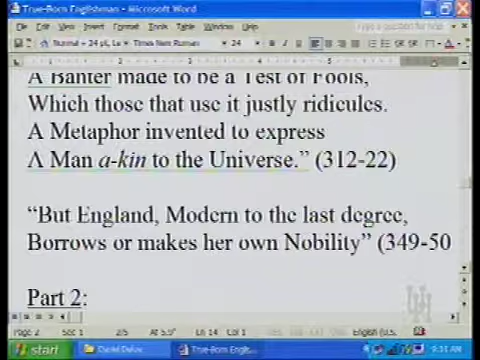 True-Born Englishman - Microsoft Word
File Edit View Insert Format Tools Table Window Help
Normal + 24 pt, Times New Roman 24
A Banter made to be a Test of Fools,
Which those that use it justly ridicules.
A Metaphor invented to express
A Man a-kin to the Universe.” (312-22)
“But England, Modern to the last degree,
Borrows or makes her own Nobility” (349-50
Part 2:
Page 2 Sec 1 2/5 At 5.9" Ln 14 Col 1 English (U.S.
start Daniel Defoe True-Born Engli...